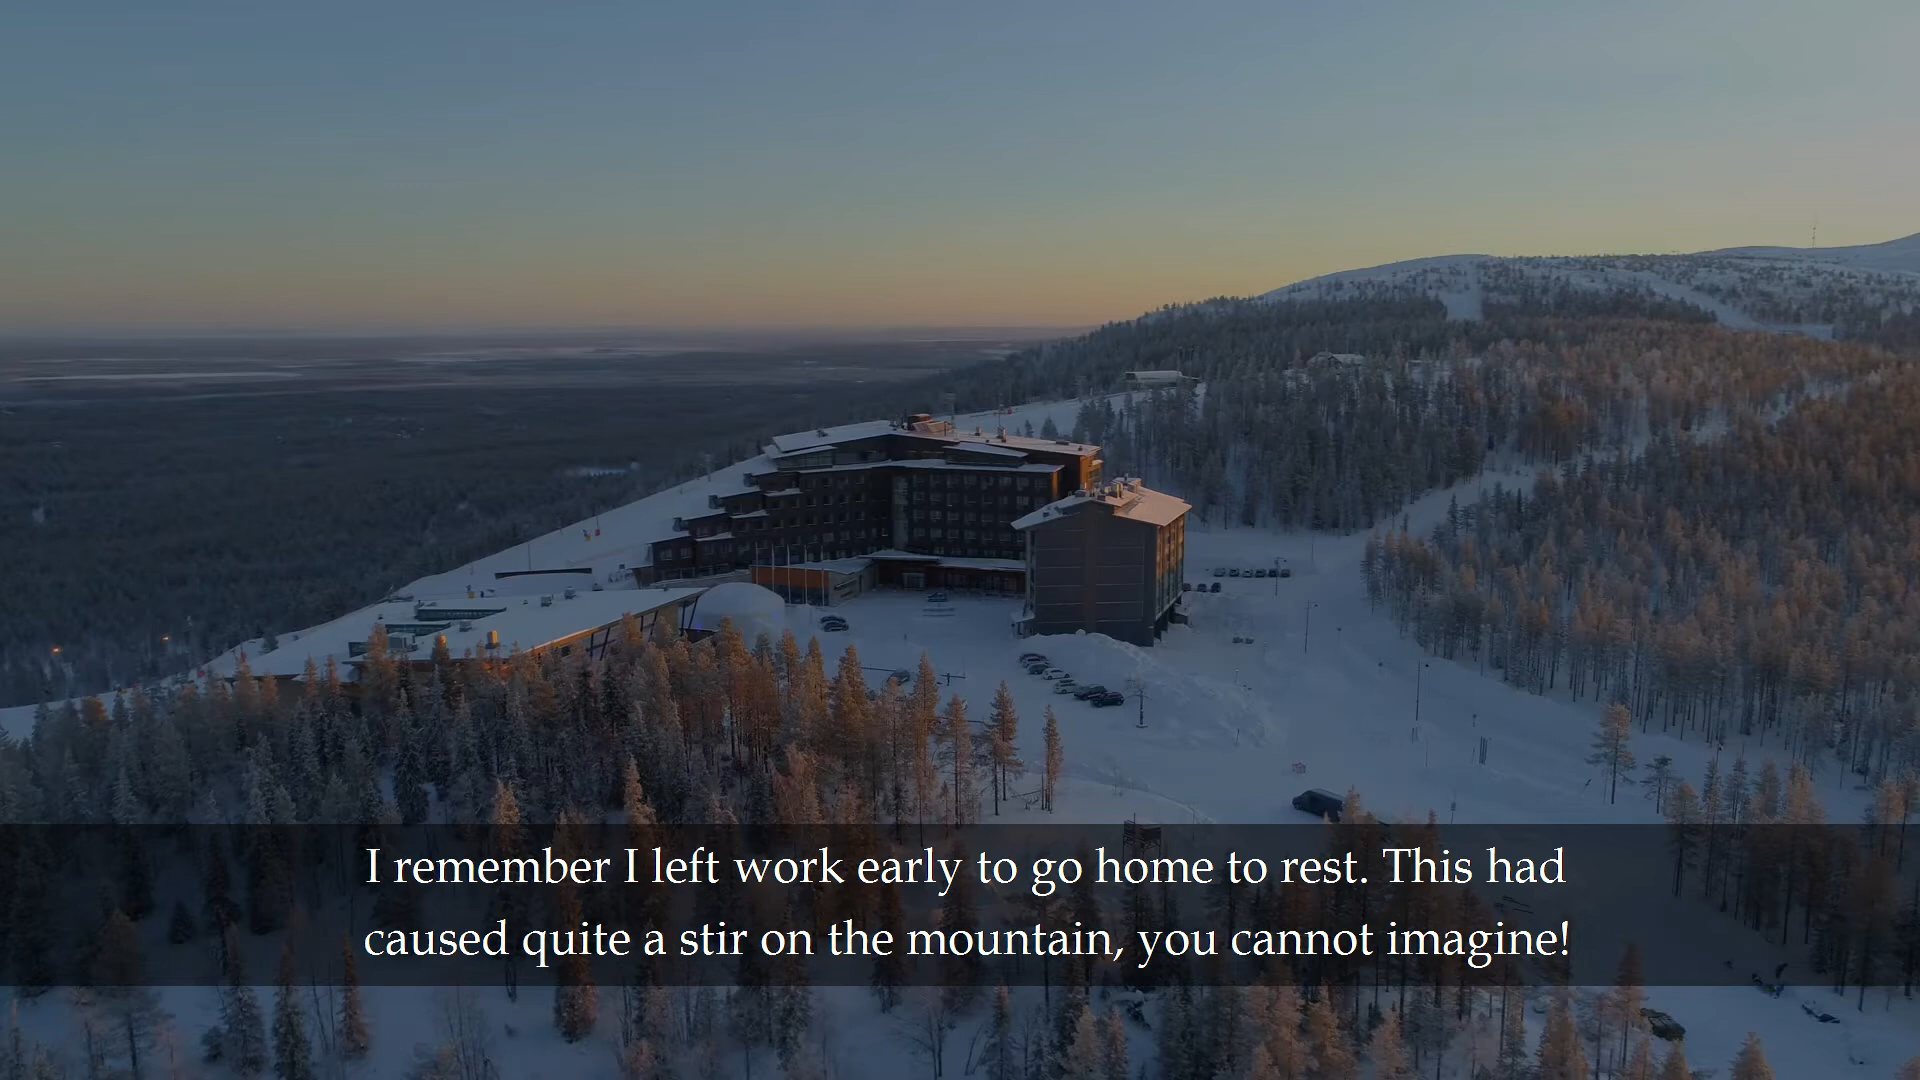 I remember I left work early to go home to rest. This had
caused quite a stir on the mountain, you cannot imagine!